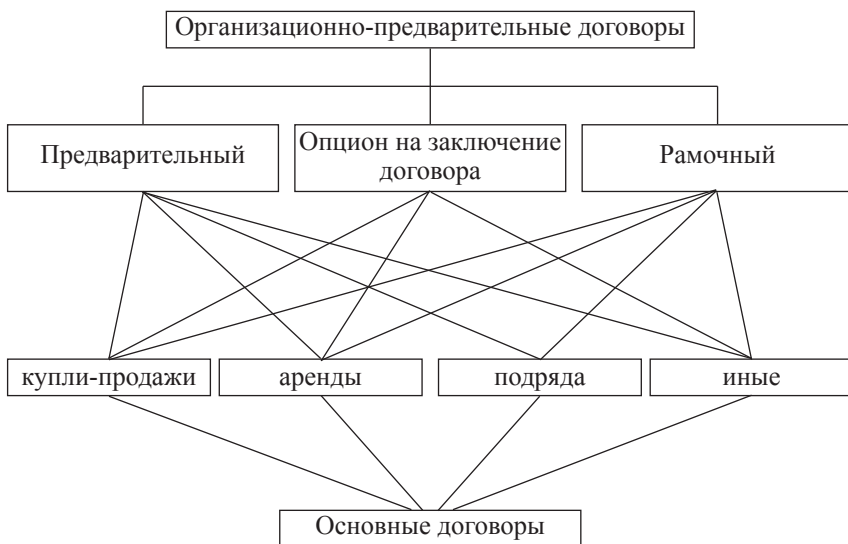 Организационно-предварительные договоры
Предварительный
Опцион на заключение
договора
Рамочный
купли-продажи
аренды
подряда
иные
Основные договоры